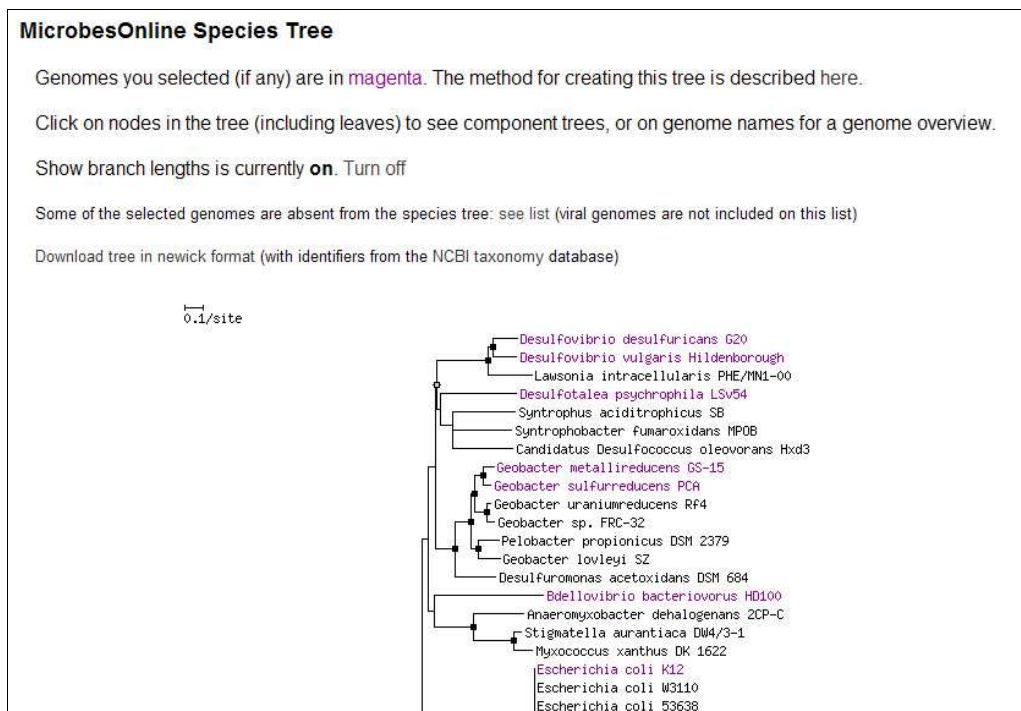 MicrobesOnline Species Tree
Genomes you selected (if any) are in magenta. The method for creating this tree is described here.
Click on nodes in the tree (including leaves) to see component trees, or on genome names for a genome overview.
Show branch lengths is currently on. Turn off
Some of the selected genomes are absent from the species tree: see list (viral genomes are not included on this list)
Download tree in newick format (with identifiers from the NCBI taxonomy database)
0.1/site
Desulfovibrio desulfuricans G20
Desulfovibrio vulgaris Hildenborough
Lawsonia intracellularis PHE/MN1-00
Desulfotalea psychrophila LSv54
Syntrophus aciditrophicus SB
Syntrophobacter fumaroxidans MPOB
Candidatus Desulfococcus oleovorans Hxd3
Geobacter metallireducens GS-15
Geobacter sulfurreducens PCA
Geobacter uraniumreducens Rf4
Geobacter sp. FRC-32
Pelobacter propionicus DSM 2379
Geobacter lovleyi SZ
Desulfuromonas acetoxidans DSM 684
Bdellovibrio bacteriovorus HD100
Anaeromyxobacter dehalogenans 2CP-C
Stigmatella aurantiaca DW4/3-1
Myxococcus xanthus DK 1622
Escherichia coli K12
Escherichia coli W3110
Escherichia coli 53638